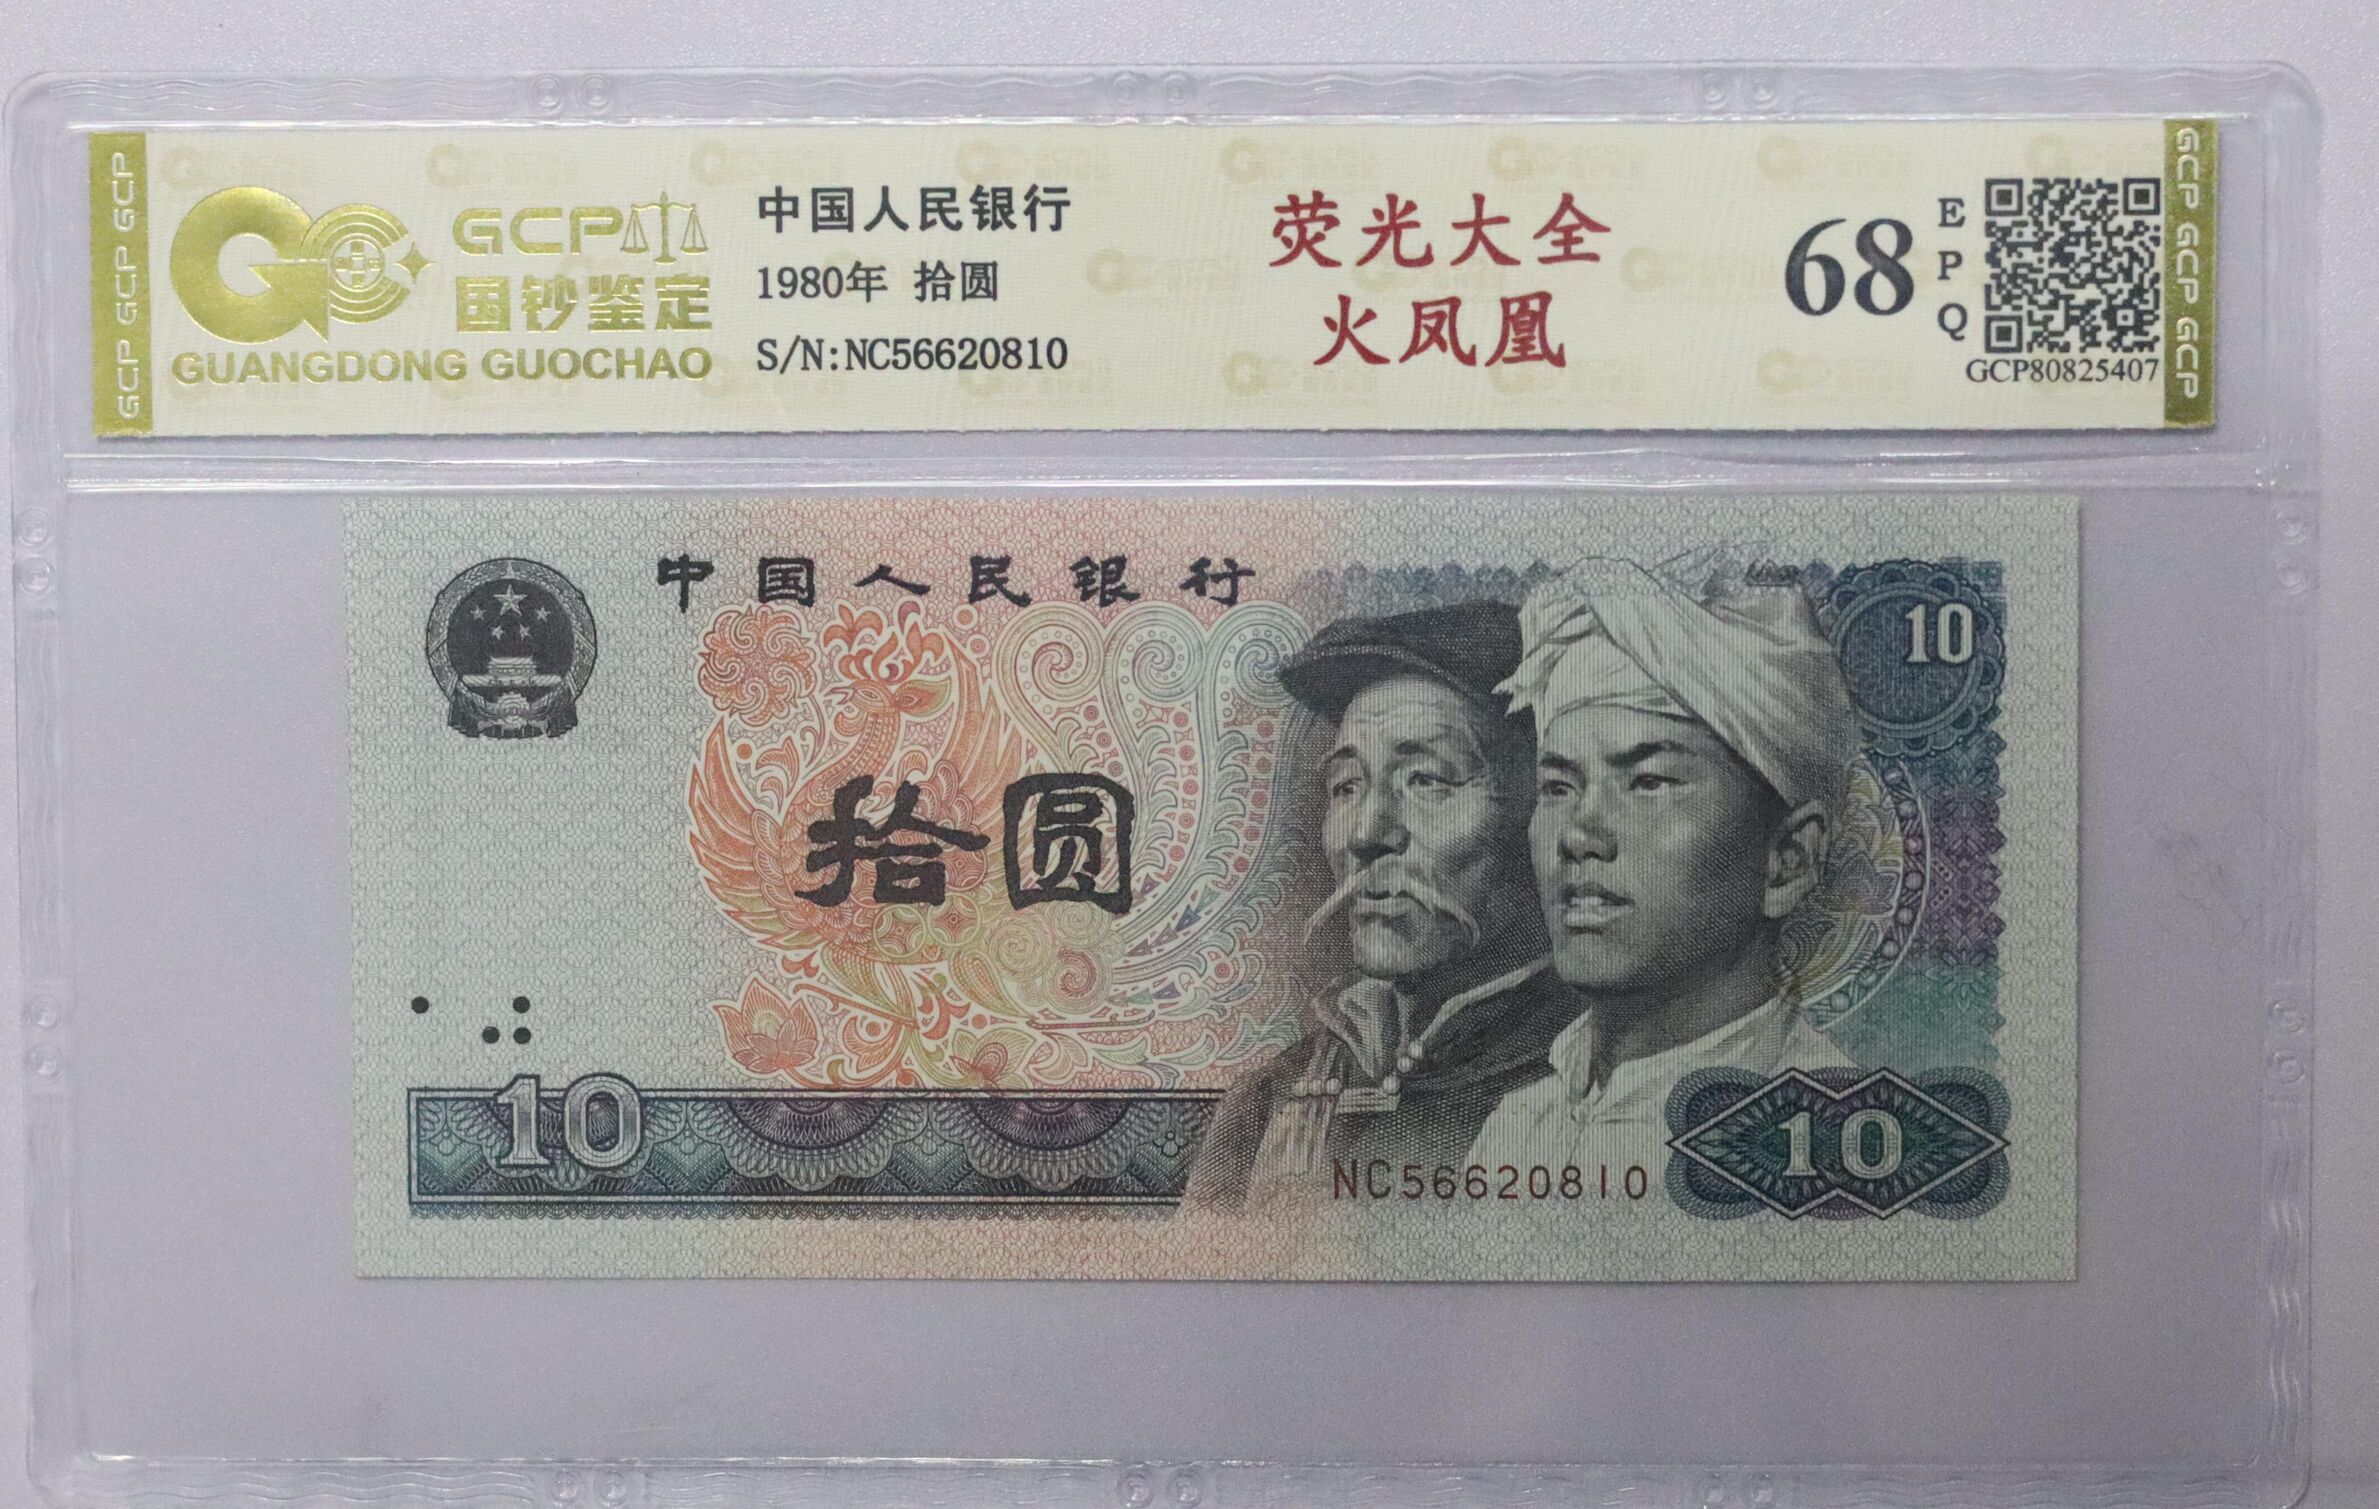 GCP GCP GCP
GCP
国钞鉴定
GUANGDONG GUOCHAO
中国人民银行
1980年 拾圆
S/N:NC56620810
荧光大全
火凤凰
68
E
P
Q
GCP80825407
GCP GCP GCP
中国人民银行
10
拾圆
10
NC56620810
10